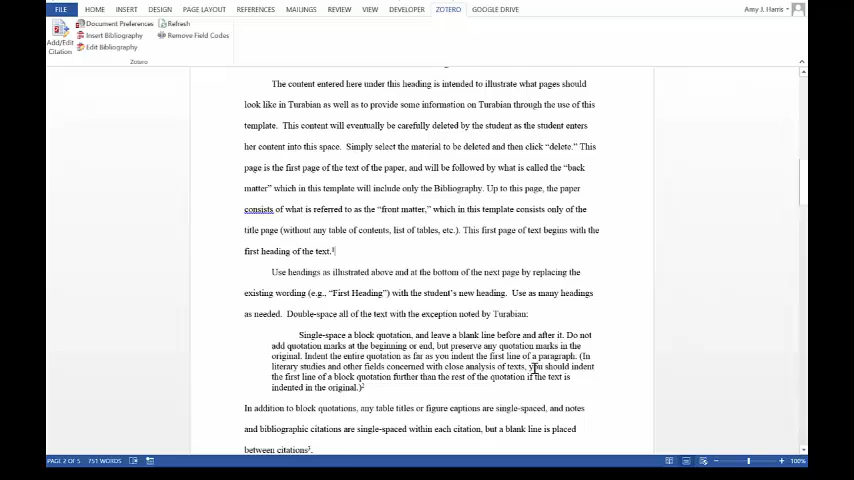 FILE HOME INSERT DESIGN PAGE LAYOUT REFERENCES MAILINGS REVIEW VIEW DEVELOPER ZOTERO GOOGLE DRIVE Amy J. Harris
Document Preferences Refresh
Insert Bibliography Remove Field Codes
Add/Edit Citation Edit Bibliography
Zotero
The content entered here under this heading is intended to illustrate what pages should
look like in Turabian as well as to provide some information on Turabian through the use of this
template. This content will eventually be carefully deleted by the student as the student enters
her content into this space. Simply select the material to be deleted and then click “delete.” This
page is the first page of the text of the paper, and will be followed by what is called the “back
matter” which in this template will include only the Bibliography. Up to this page, the paper
consists of what is referred to as the “front matter,” which in this template consists only of the
title page (without any table of contents, list of tables, etc.). This first page of text begins with the
first heading of the text.¹
Use headings as illustrated above and at the bottom of the next page by replacing the
existing wording (e.g., “First Heading”) with the student’s new heading. Use as many headings
as needed. Double-space all of the text with the exception noted by Turabian:
Single-space a block quotation, and leave a blank line before and after it. Do not
add quotation marks at the beginning or end, but preserve any quotation marks in the
original. Indent the entire quotation as far as you indent the first line of a paragraph. (In
literary studies and other fields concerned with close analysis of texts, you should indent
the first line of a block quotation further than the rest of the quotation if the text is
indented in the original.)²
In addition to block quotations, any table titles or figure captions are single-spaced, and notes
and bibliographic citations are single-spaced within each citation, but a blank line is placed
between citations³.
PAGE 2 OF 5 751 WORDS 100%